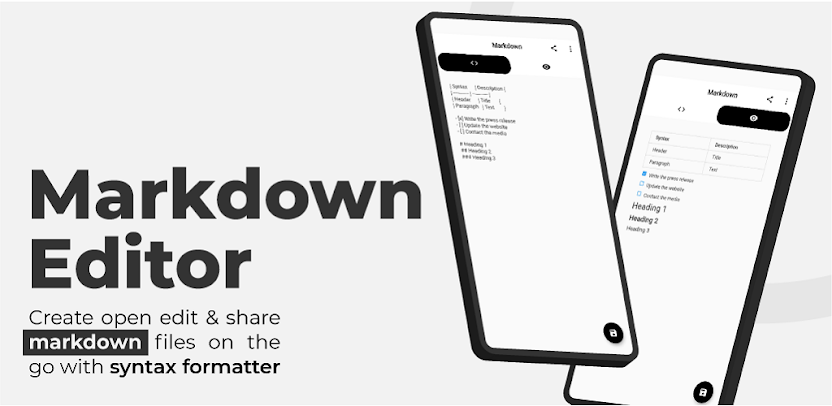 Markdown
Editor
Create open edit & share
markdown files on the
go with syntax formatter
Markdown
| Syntax | Description |
|--------|--------|
| Header | Title |
| Paragraph | Text |
- [x] Write the press release
- [ ] Update the website
- [ ] Contact the media
# Heading 1
## Heading 2
### Heading 3
Markdown
Syntax Description
Header Title
Paragraph Text
Write the press release
Update the website
Contact the media
Heading 1
Heading 2
Heading 3